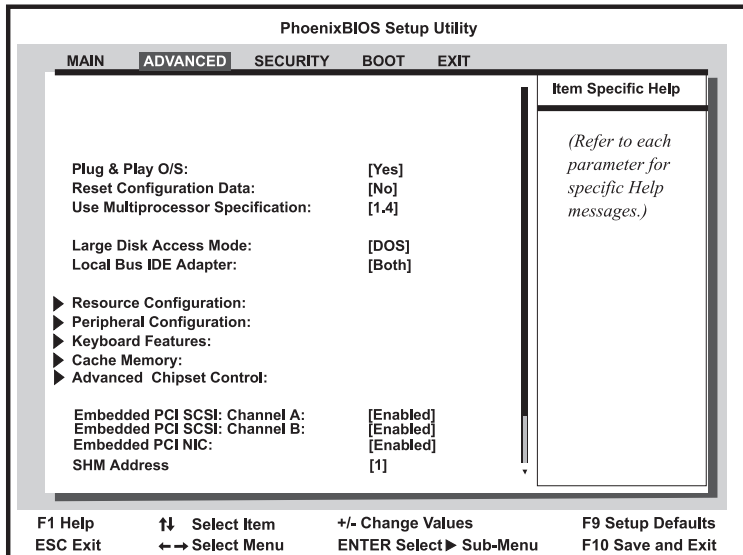 PhoenixBIOS Setup Utility
MAIN ADVANCED SECURITY BOOT EXIT
Item Specific Help
(Refer to each
parameter for
specific Help
messages.)
Plug & Play O/S: [Yes]
Reset Configuration Data: [No]
Use Multiprocessor Specification: [1.4]
Large Disk Access Mode: [DOS]
Local Bus IDE Adapter: [Both]
▶ Resource Configuration:
▶ Peripheral Configuration:
▶ Keyboard Features:
▶ Cache Memory:
▶ Advanced Chipset Control:
Embedded PCI SCSI: Channel A: [Enabled]
Embedded PCI SCSI: Channel B: [Enabled]
Embedded PCI NIC: [Enabled]
SHM Address [1]
F1 Help ↑↓ Select Item +/- Change Values F9 Setup Defaults
ESC Exit ←→ Select Menu ENTER Select ▶ Sub-Menu F10 Save and Exit